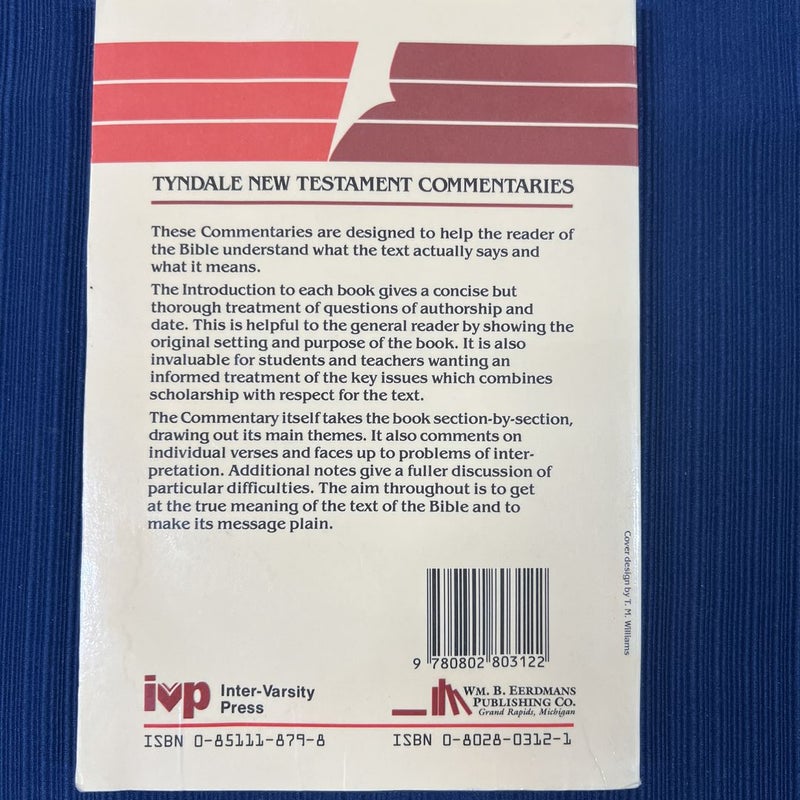 TYNDALE NEW TESTAMENT COMMENTARIES
These Commentaries are designed to help the reader of
the Bible understand what the text actually says and
what it means.
The Introduction to each book gives a concise but
thorough treatment of questions of authorship and
date. This is helpful to the general reader by showing the
original setting and purpose of the book. It is also
invaluable for students and teachers wanting an
informed treatment of the key issues which combines
scholarship with respect for the text.
The Commentary itself takes the book section-by-section,
drawing out its main themes. It also comments on
individual verses and faces up to problems of inter-
pretation. Additional notes give a fuller discussion of
particular difficulties. The aim throughout is to get
at the true meaning of the text of the Bible and to
make its message plain.
Cover design by T. M. Williams
9 780802 803122
ivp Inter-Varsity
Press
WM. B. EERDMANS
PUBLISHING CO.
Grand Rapids, Michigan
ISBN 0-85111-879-8
ISBN 0-8028-0312-1